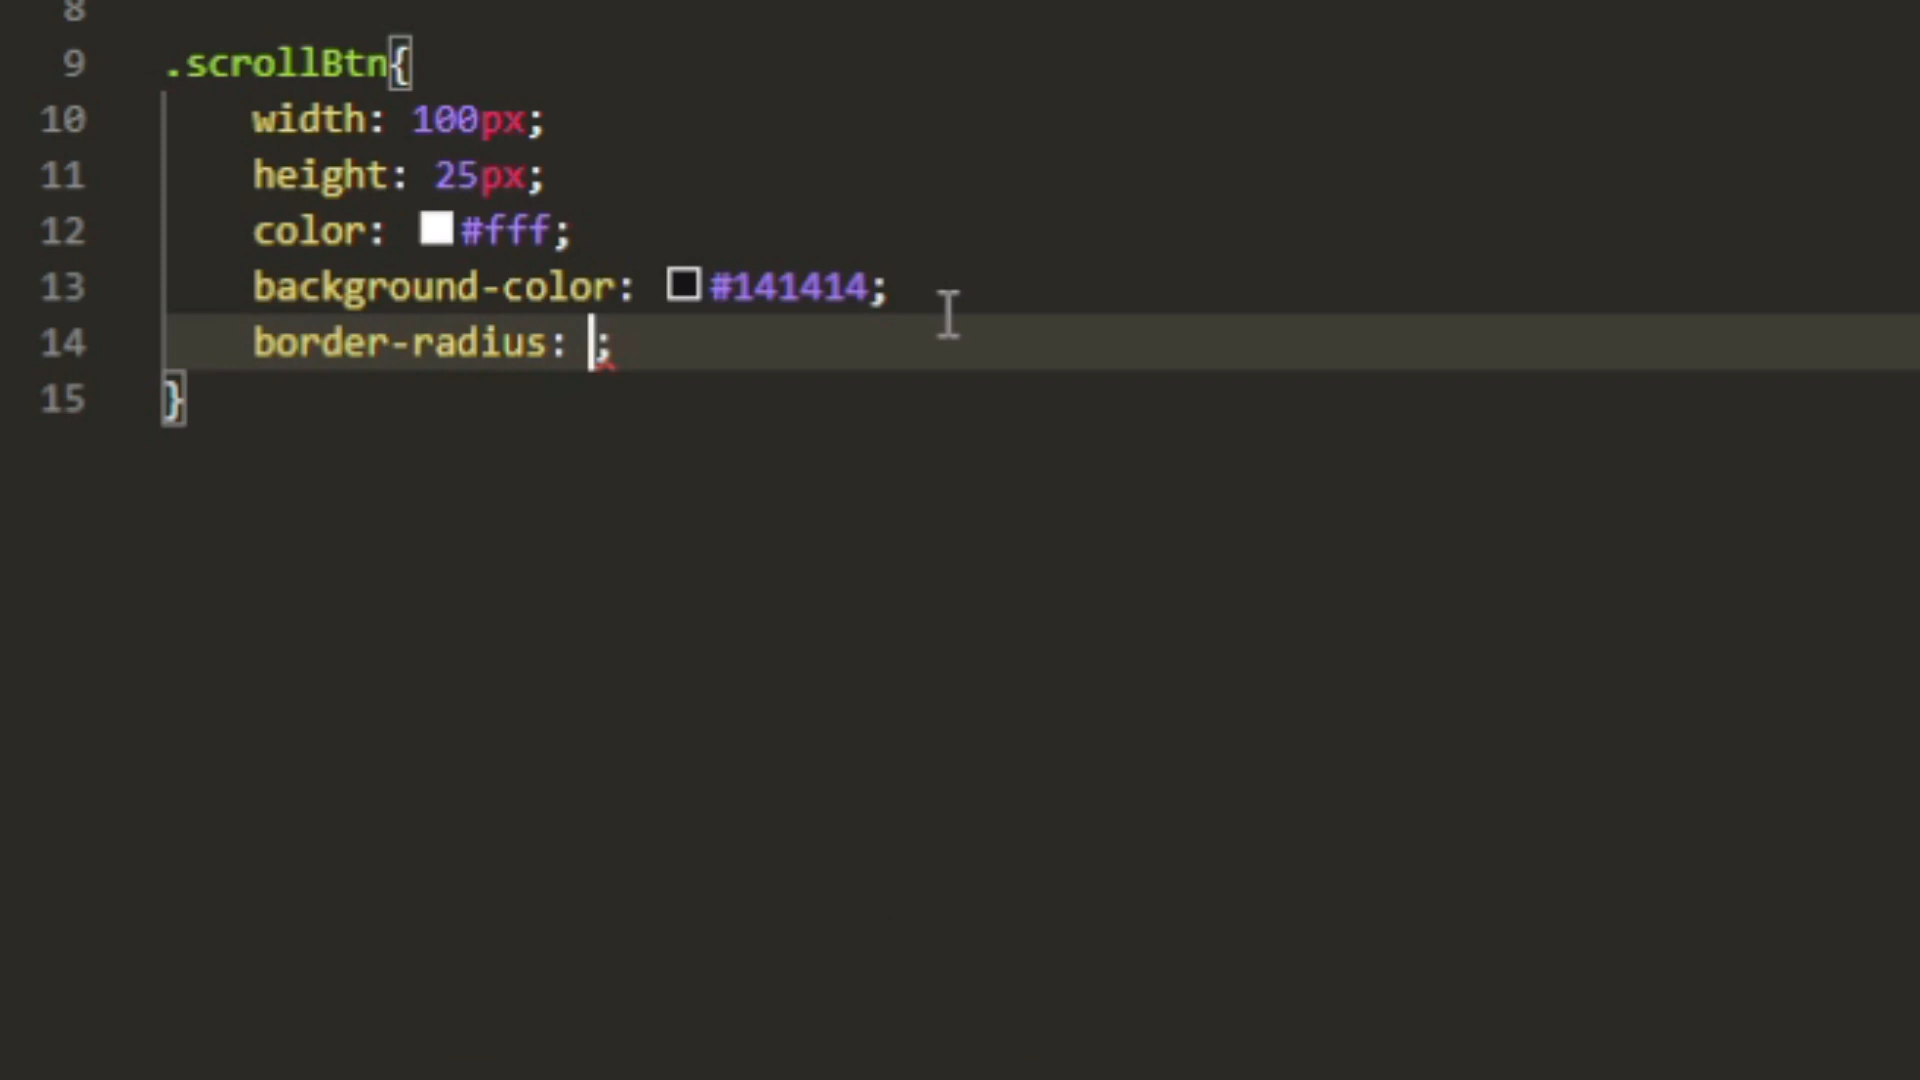 8
9 .scrollBtn{
10 width: 100px;
11 height: 25px;
12 color: #fff;
13 background-color: #141414;
14 border-radius: ;
15 }